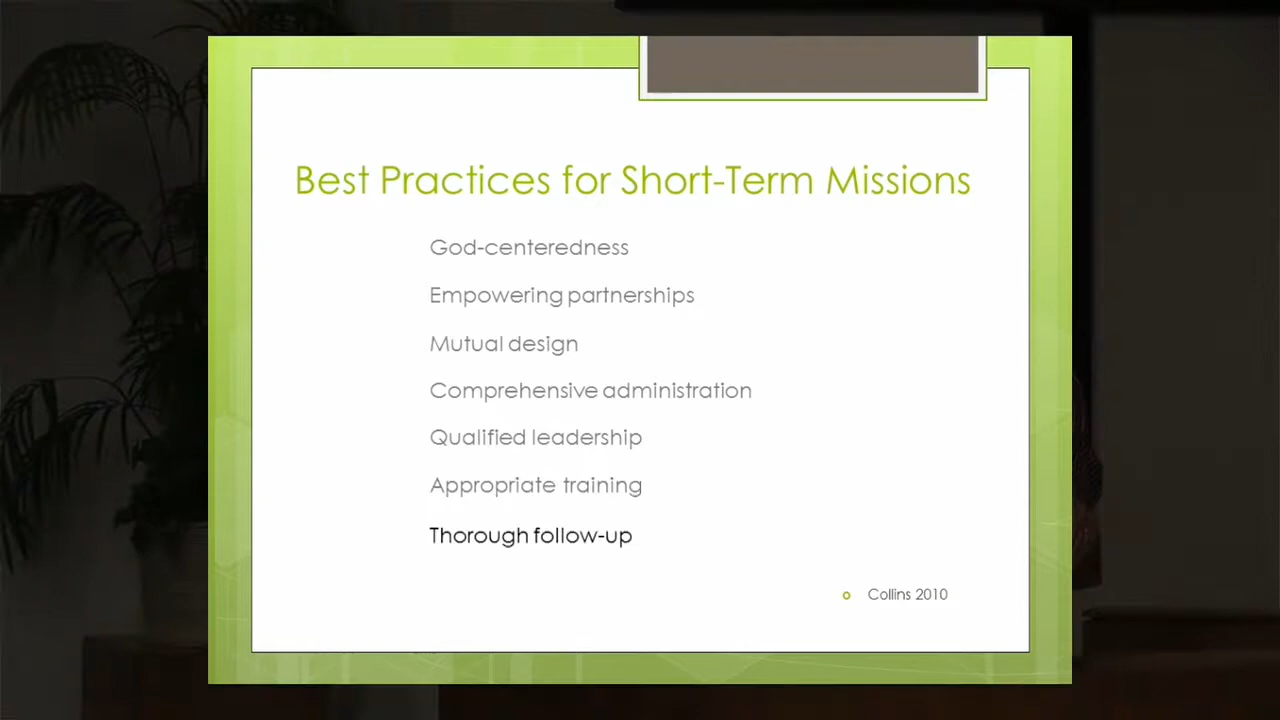 Best Practices for Short-Term Missions
God-centeredness
Empowering partnerships
Mutual design
Comprehensive administration
Qualified leadership
Appropriate training
Thorough follow-up
Collins 2010